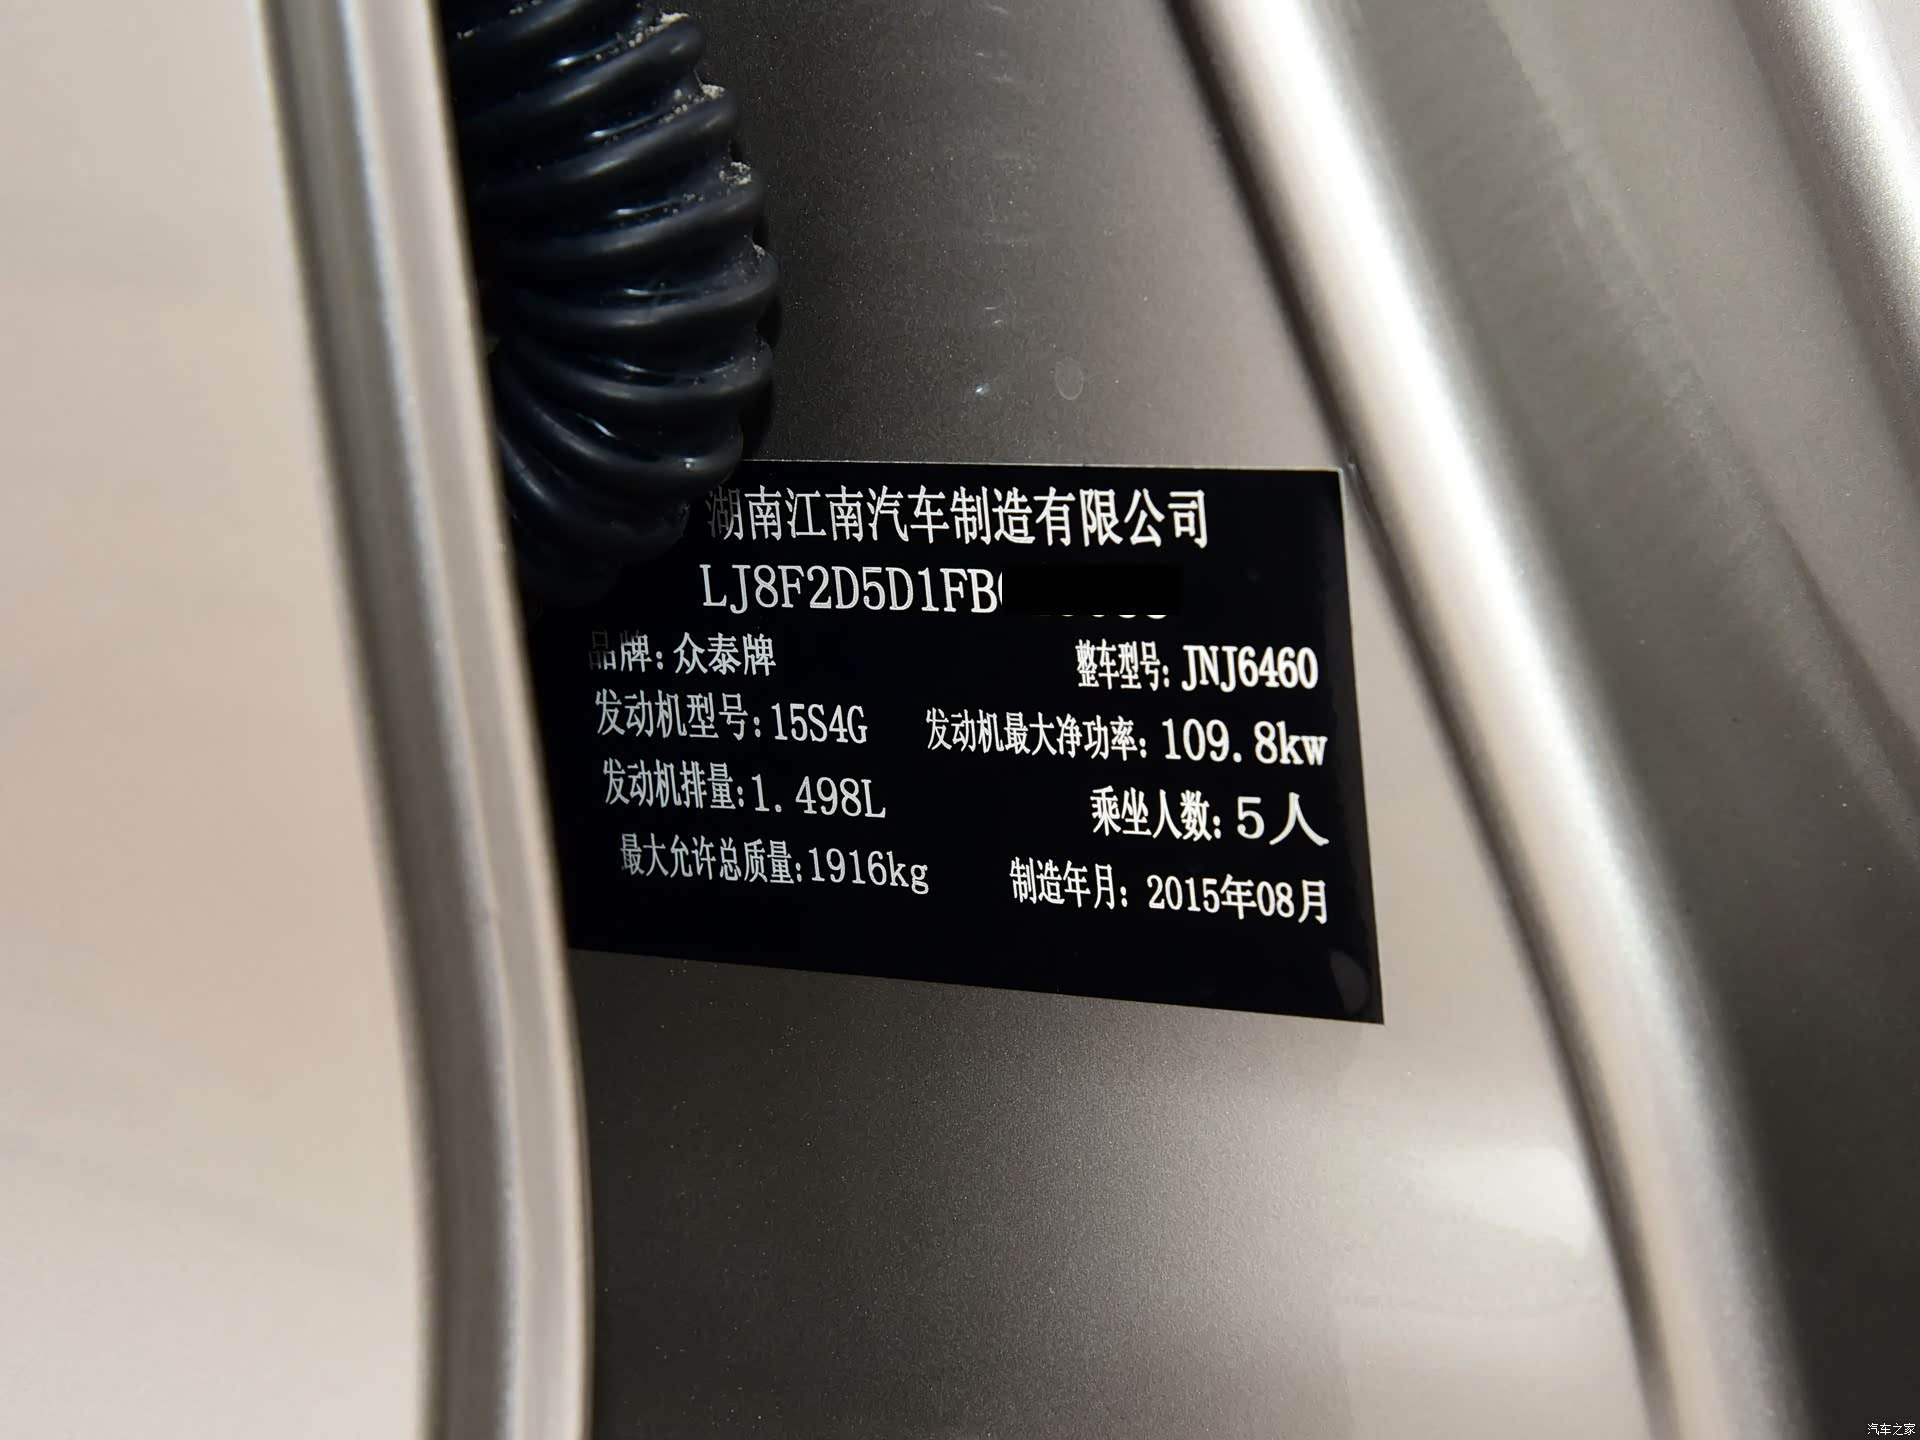 湖南江南汽车制造有限公司
LJ8F2D5D1FB
品牌:众泰牌 整车型号:JNJ6460
发动机型号:15S4G 发动机最大净功率:109.8kw
发动机排量:1.498L 乘坐人数:5人
最大允许总质量:1916kg 制造年月:2015年08月
汽车之家